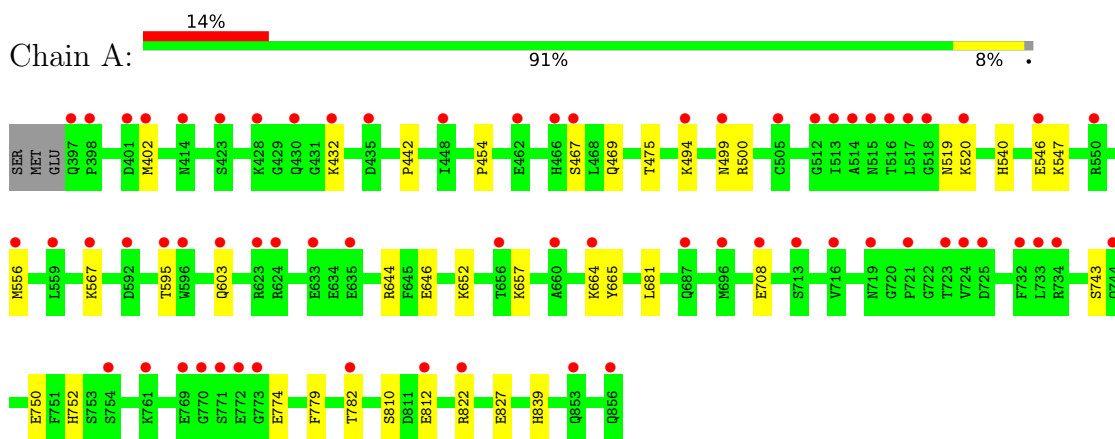 14%
Chain A:
91% 8% •
SER MET GLU Q397 P398 D401 M402 N414 S423 K428 G429 Q430 G431 K432 D435 P442 I448 P454 E462 H466 S467 L468 Q469 T475 K494 N499 R500 C505 G512 I513 A514 N515 T516 L517 G518 N519 K520 H540 E546 K547 R550
M556 L559 K567 D592 T595 W596 Q603 R623 R624 E633 E634 E635 R644 F645 E646 K652 T656 K657 A660 K664 Y665 L681 Q687 M696 E708 S713 V716 N719 G720 P721 G722 T723 V724 D725 F732 L733 R734 S743
E750 F751 H752 S753 S754 K761 E769 G770 S771 E772 G773 E774 F779 T782 S810 D811 E812 R822 E827 H839 Q853 Q856